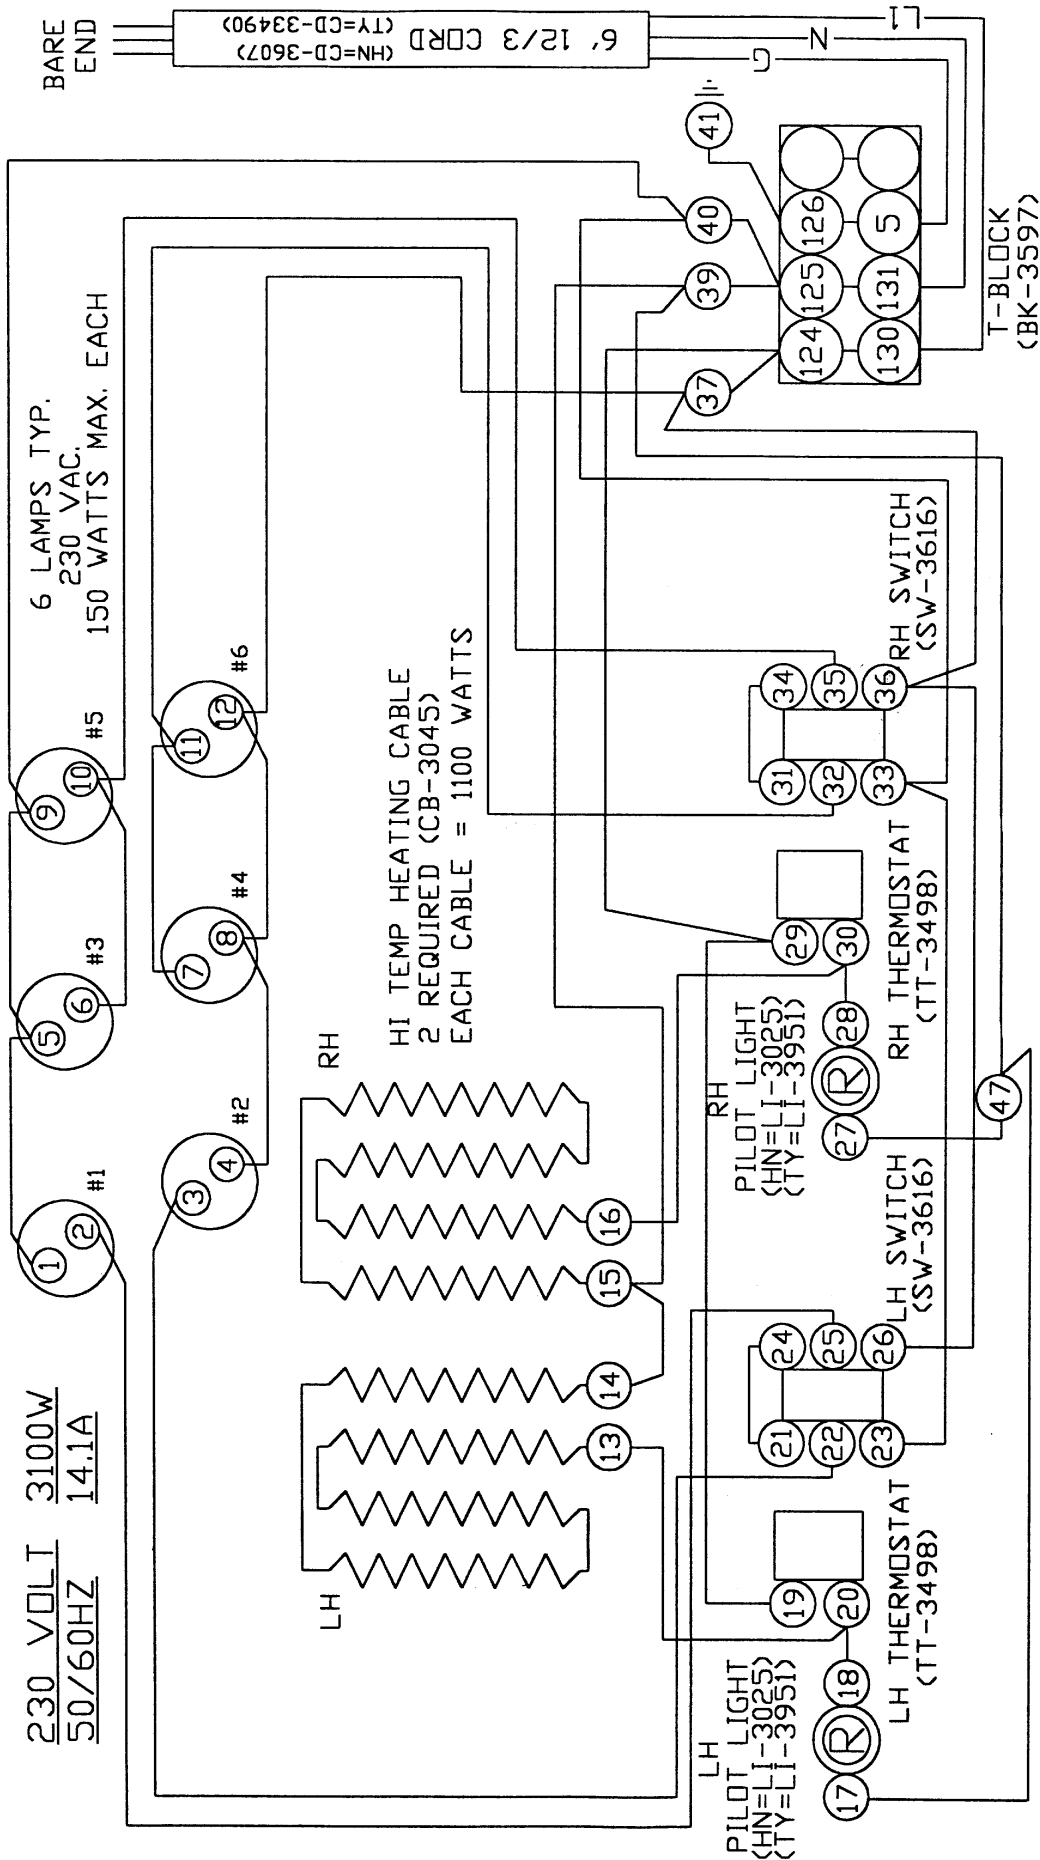 230 VOLT 3100W
50/60HZ 14.1A
6 LAMPS TYP.
230 VAC.
150 WATTS MAX. EACH
BARE
END
6' 12/3 CORD
(HN=CD-3607)
(TY=CD-33490)
L1
N
G
1
2
#1
5
6
#3
9
10
#5
3
4
#2
7
8
#4
11
12
#6
LH
RH
HI TEMP HEATING CABLE
2 REQUIRED (CB-3045)
EACH CABLE = 1100 WATTS
13
14
15
16
37
39
40
41
124
125
126
130
131
5
T-BLOCK
(BK-3597)
LH
PILOT LIGHT
(HN=LI-3025)
(TY=LI-3951)
17
R
18
19
20
LH THERMOSTAT
(TT-3498)
21
22
23
24
25
26
LH SWITCH
(SW-3616)
RH
PILOT LIGHT
(HN=LI-3025)
(TY=LI-3951)
27
R
28
29
30
RH THERMOSTAT
(TT-3498)
31
32
33
34
35
36
RH SWITCH
(SW-3616)
47